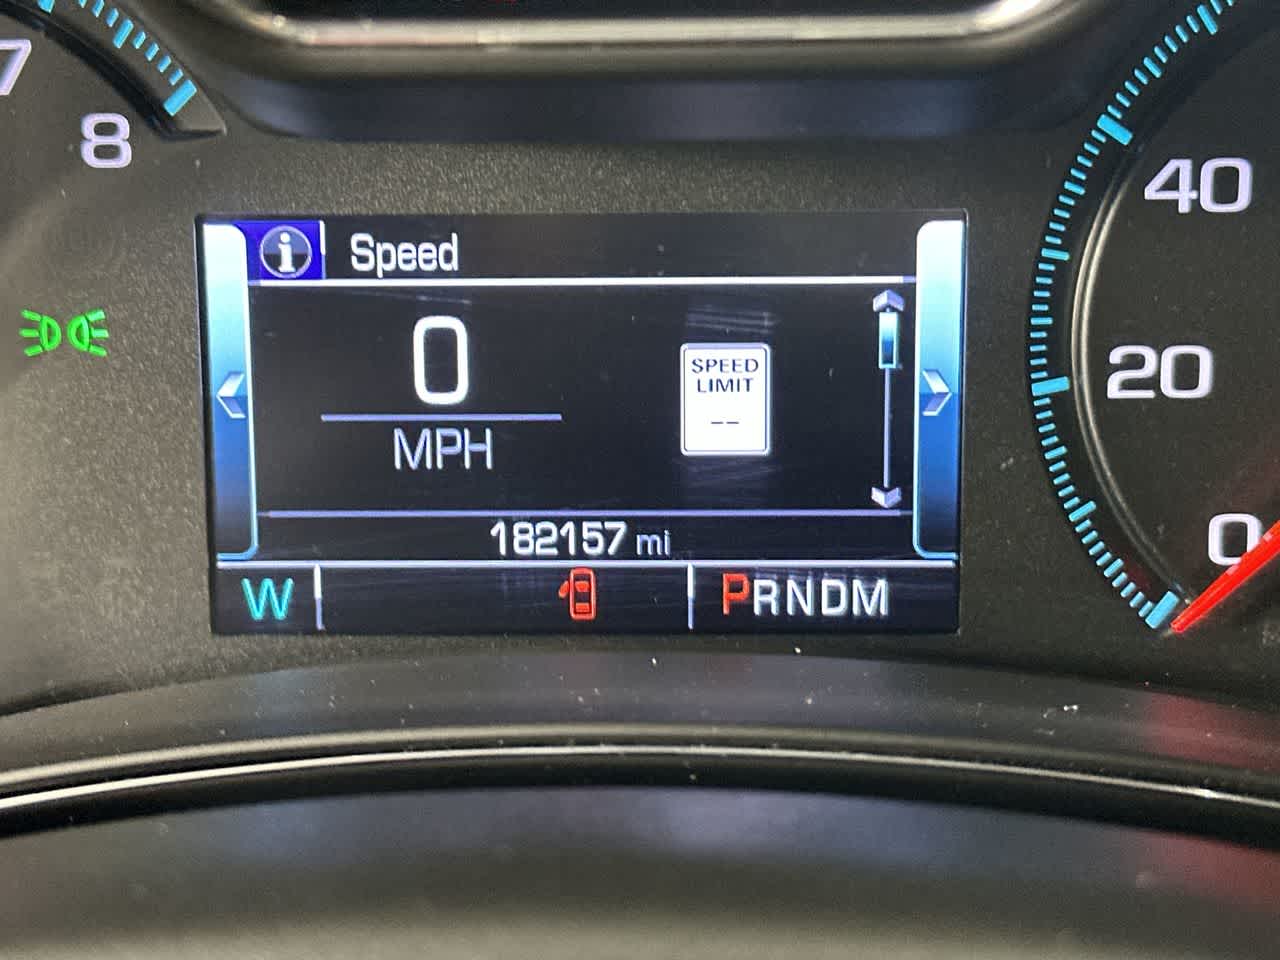 7
8
i Speed
0
MPH
SPEED
LIMIT
--
182157 mi
W
PRNDM
40
20
0